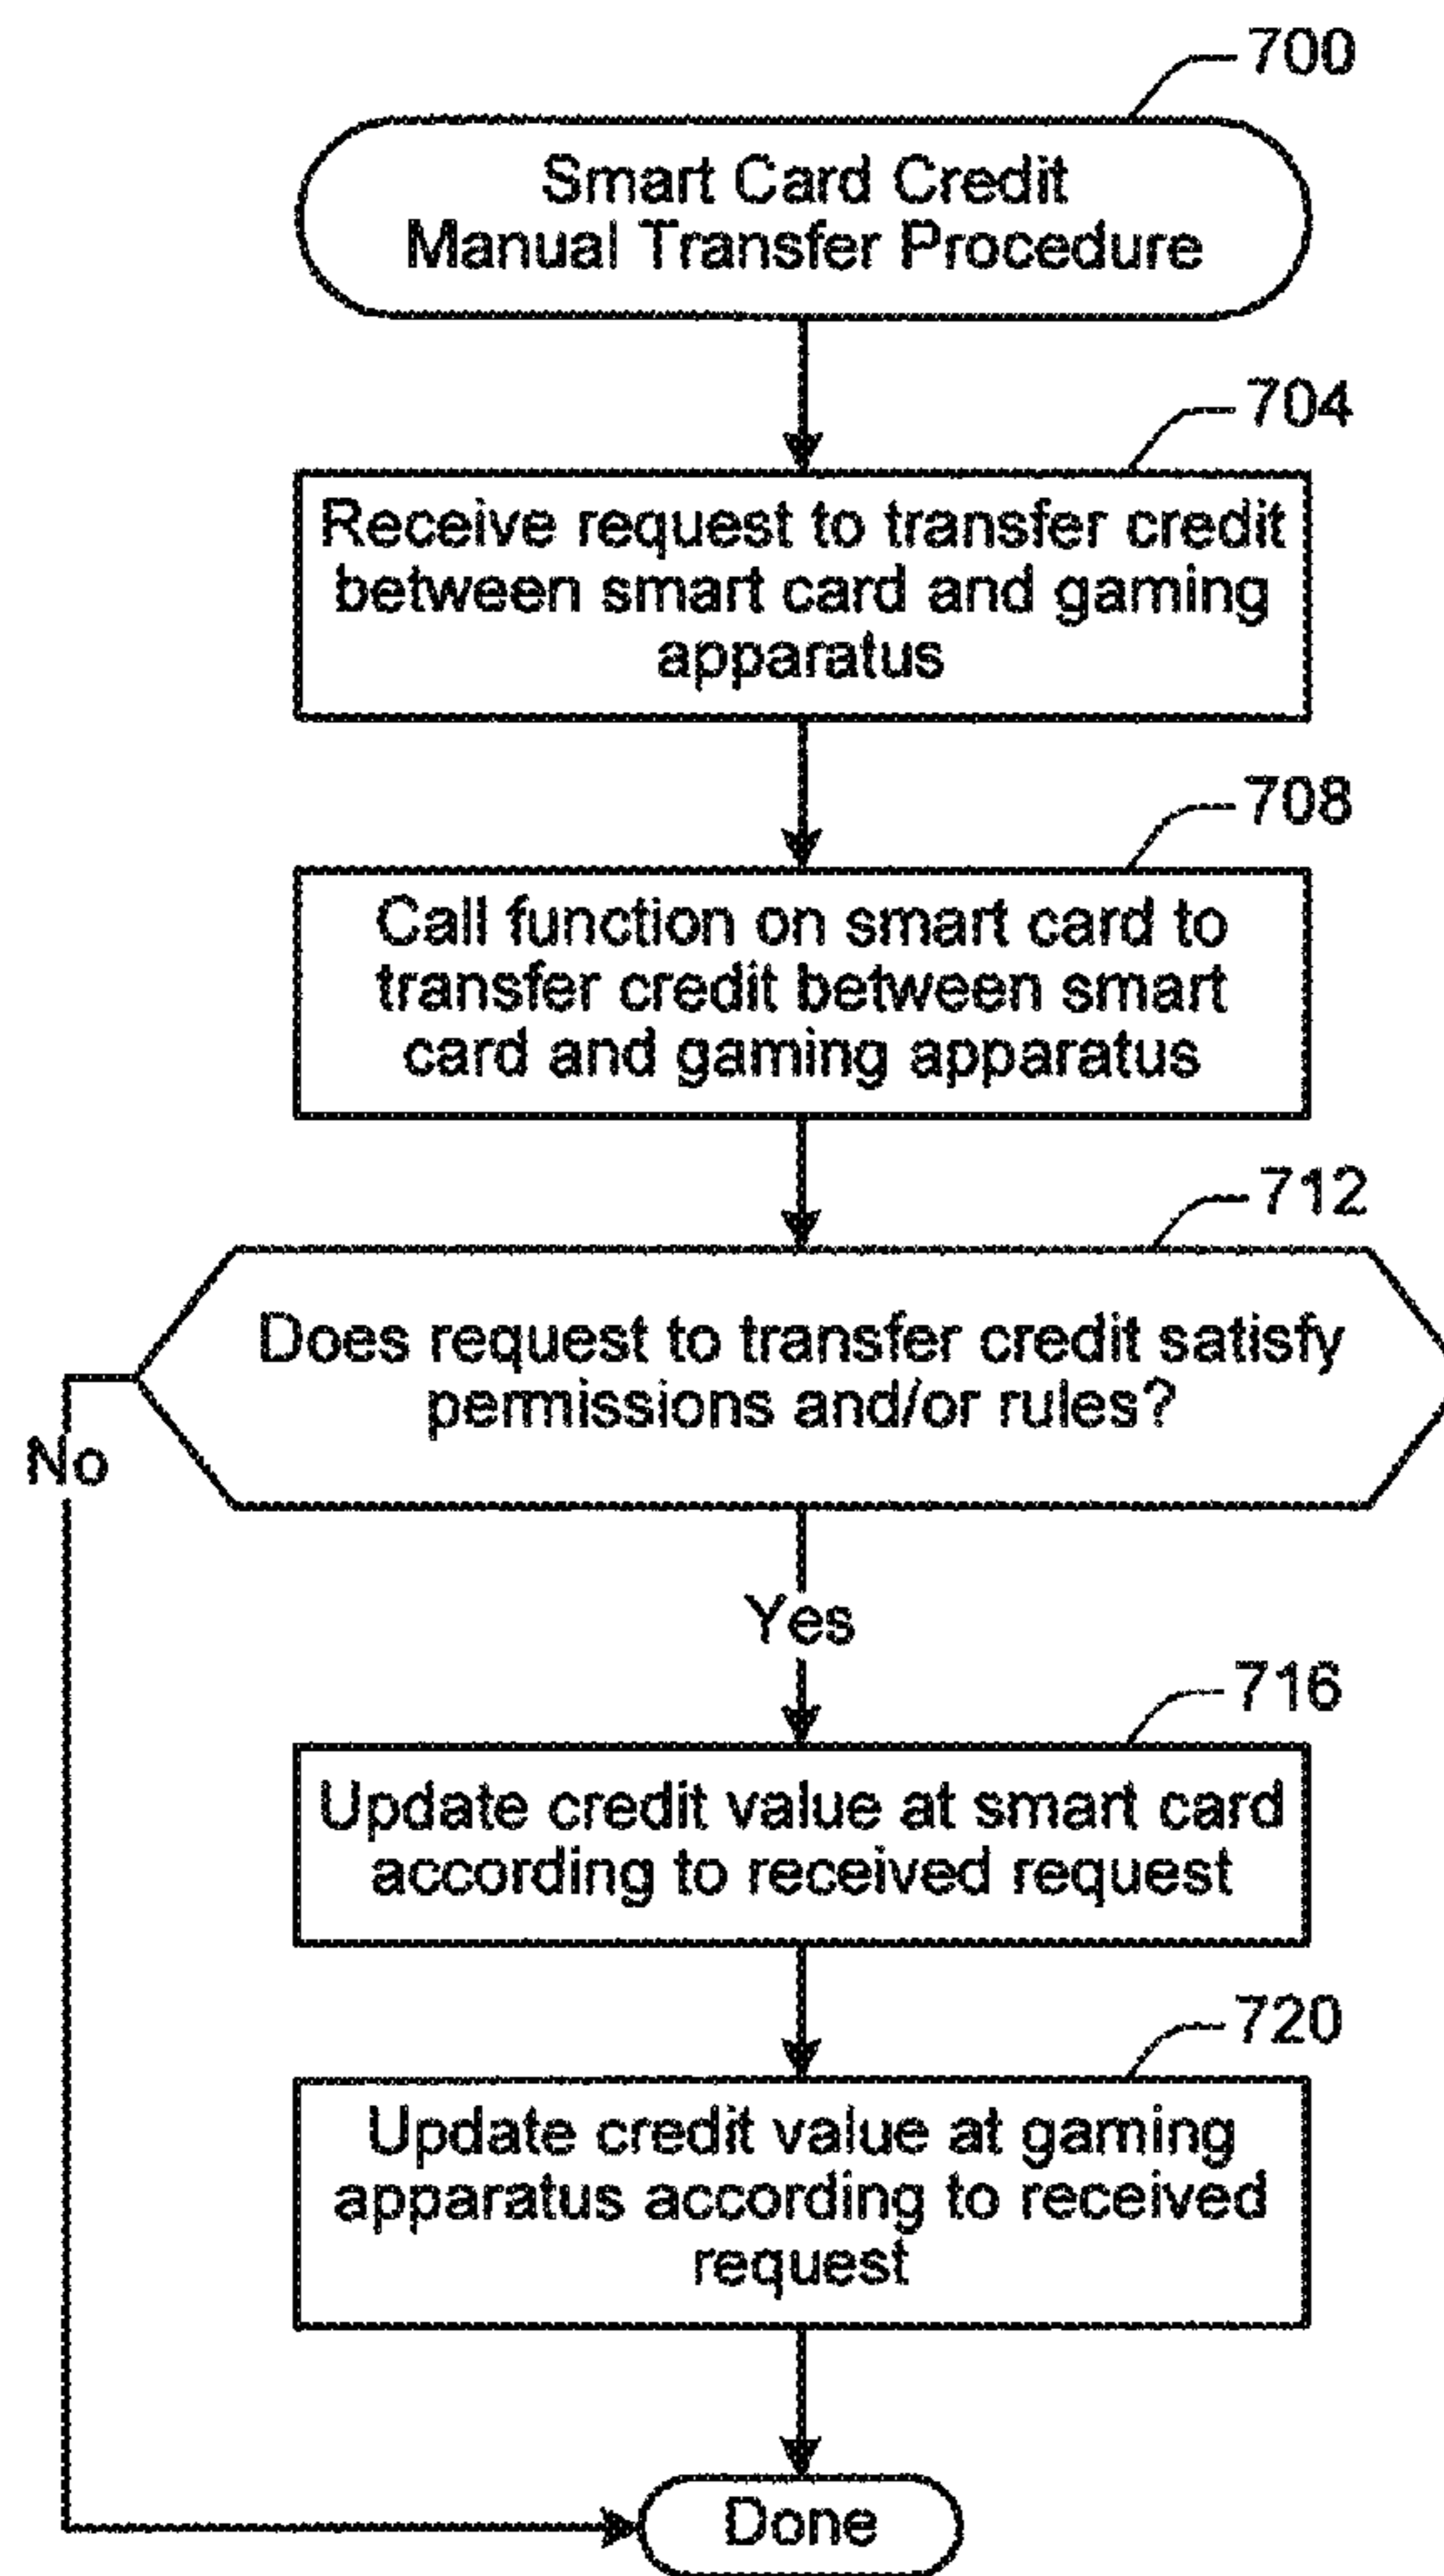 700
Smart Card Credit
Manual Transfer Procedure
704
Receive request to transfer credit
between smart card and gaming
apparatus
708
Call function on smart card to
transfer credit between smart
card and gaming apparatus
712
Does request to transfer credit satisfy
permissions and/or rules?
No
Yes
716
Update credit value at smart card
according to received request
720
Update credit value at gaming
apparatus according to received
request
Done